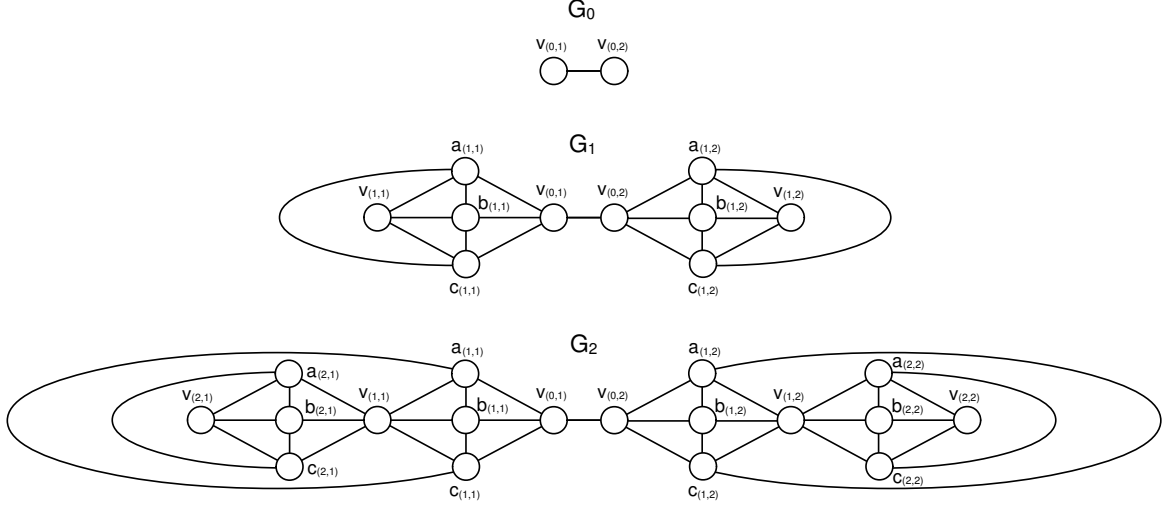 G₀
v₍₀,₁₎ v₍₀,₂₎
G₁
a₍₁,₁₎ a₍₁,₂₎
v₍₁,₁₎ b₍₁,₁₎ v₍₀,₁₎ v₍₀,₂₎ b₍₁,₂₎ v₍₁,₂₎
c₍₁,₁₎ c₍₁,₂₎
G₂
a₍₁,₁₎ a₍₁,₂₎
a₍₂,₁₎ a₍₂,₂₎
v₍₂,₁₎ b₍₂,₁₎ v₍₁,₁₎ b₍₁,₁₎ v₍₀,₁₎ v₍₀,₂₎ b₍₁,₂₎ v₍₁,₂₎ b₍₂,₂₎ v₍₂,₂₎
c₍₂,₁₎ c₍₂,₂₎
c₍₁,₁₎ c₍₁,₂₎